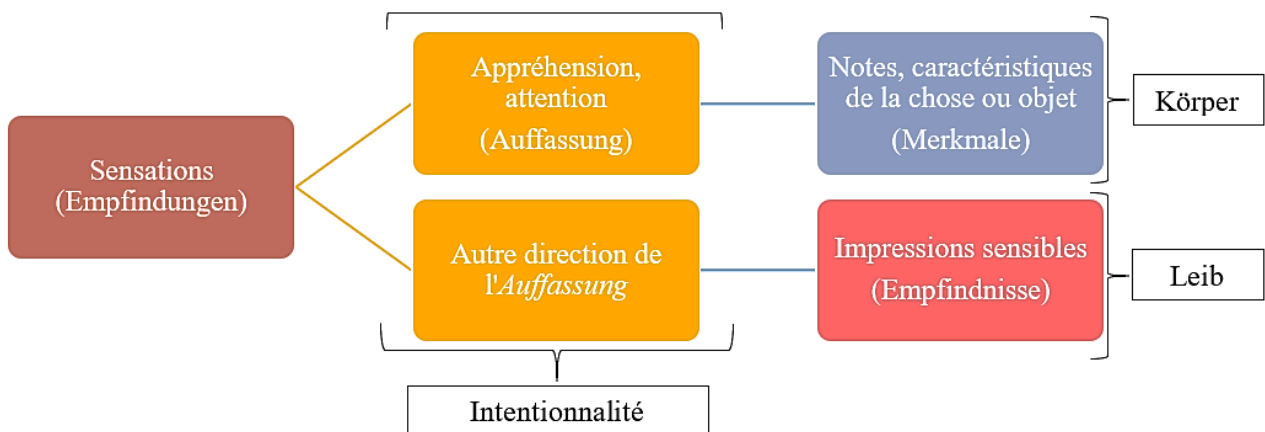 Sensations
(Empfindungen)
Appréhension,
attention
(Auffassung)
Autre direction de
l'Auffassung
Intentionnalité
Notes, caractéristiques
de la chose ou objet
(Merkmale)
Körper
Impressions sensibles
(Empfindnisse)
Leib